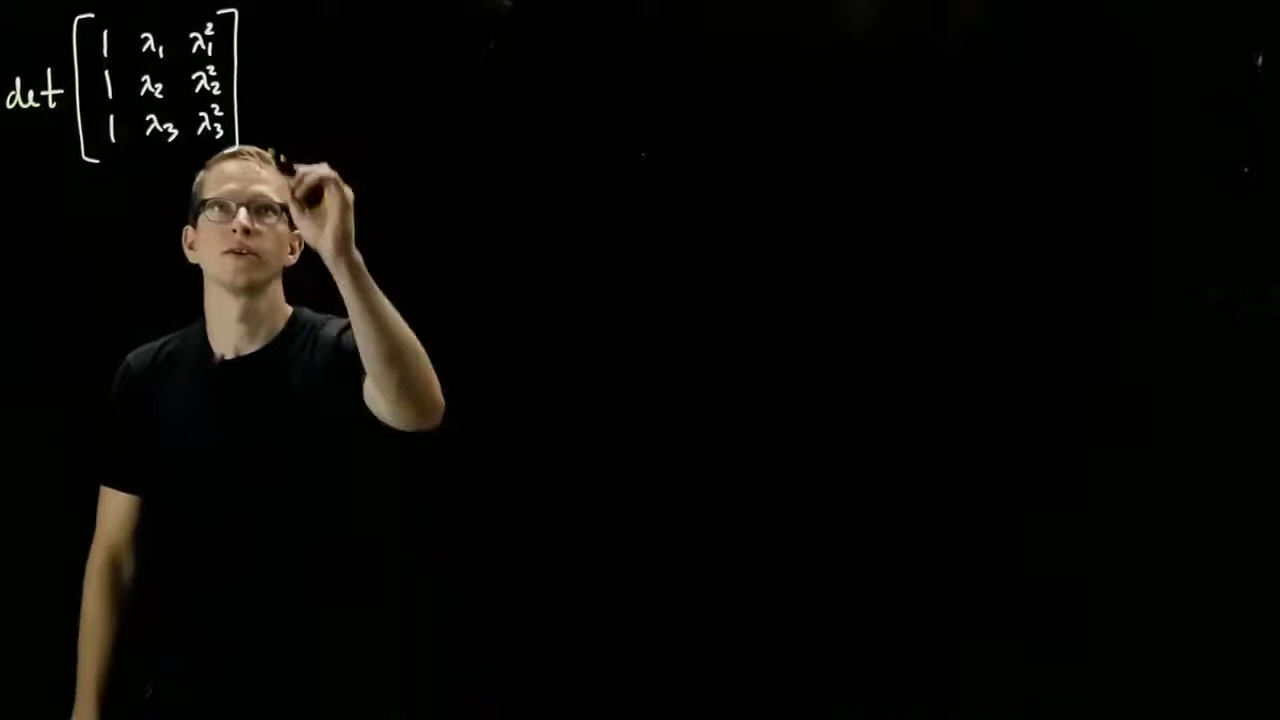 1 λ₁ λ₁²
det 1 λ₂ λ₂²
1 λ₃ λ₃²